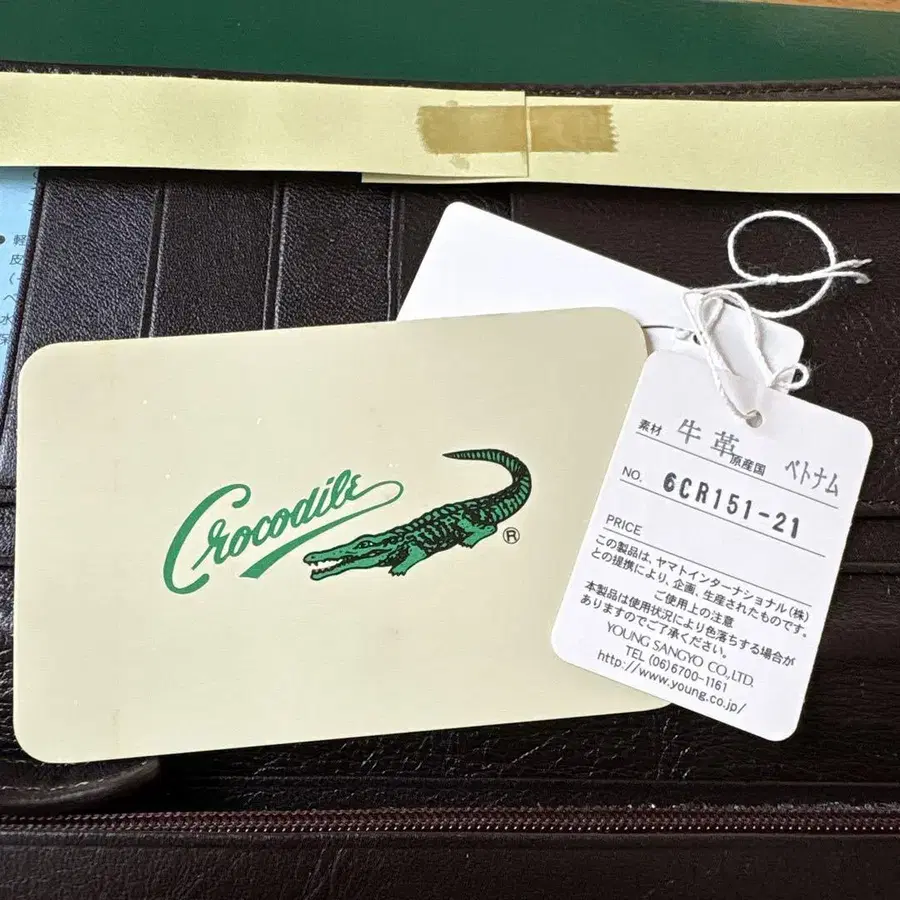 Crocodile
®
素材 牛革 原産国 ベトナム
NO. 6CR151-21
PRICE
この製品は、ヤマトインターナショナル(株)
との提携により、企画、生産されたものです。
ご使用上の注意
本製品は使用状況により色落ちする場合が
ありますのでご了承ください。
YOUNG SANGYO CO.,LTD.
TEL (06)6700-1161
http://www.young.co.jp/